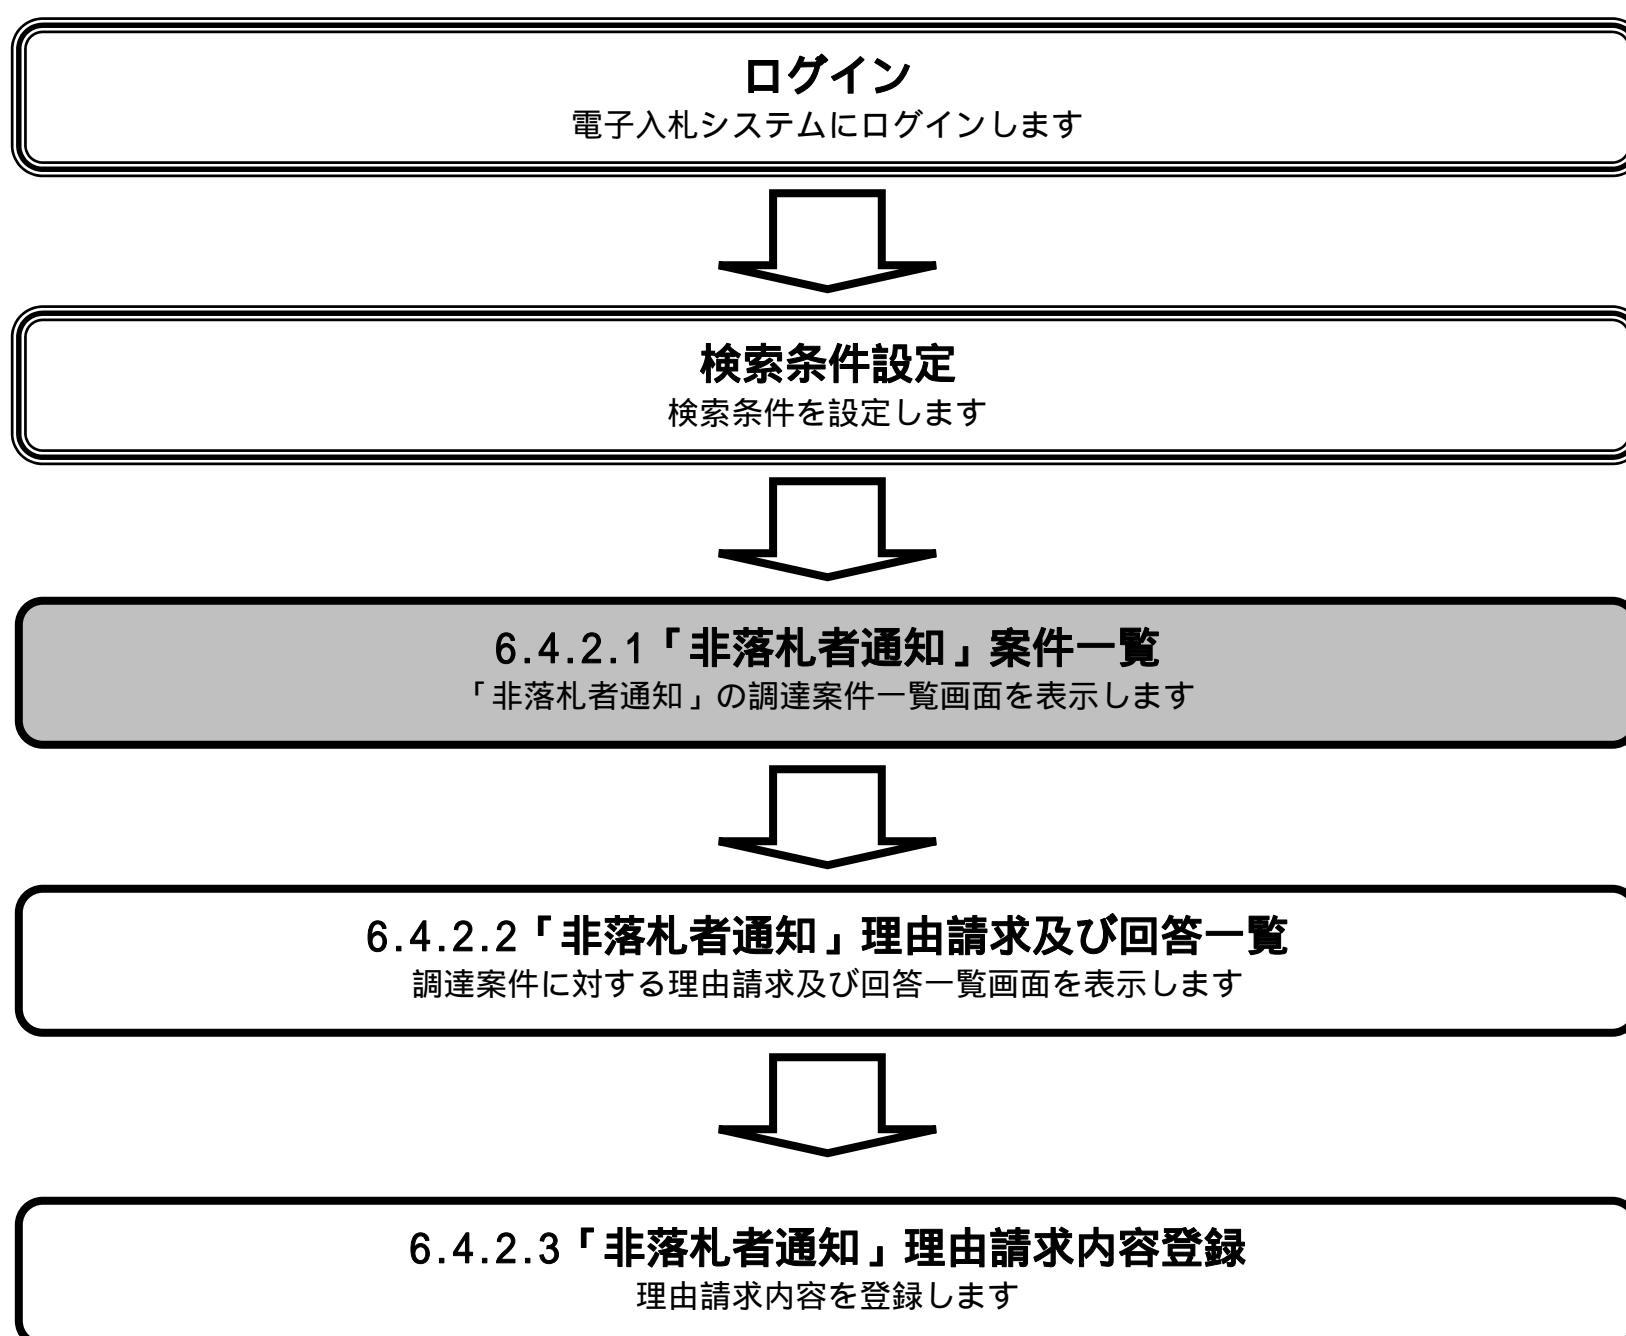 ログイン
電子入札システムにログインします
検索条件設定
検索条件を設定します
6.4.2.1「非落札者通知」案件一覧
「非落札者通知」の調達案件一覧画面を表示します
6.4.2.2「非落札者通知」理由請求及び回答一覧
調達案件に対する理由請求及び回答一覧画面を表示します
6.4.2.3「非落札者通知」理由請求内容登録
理由請求内容を登録します